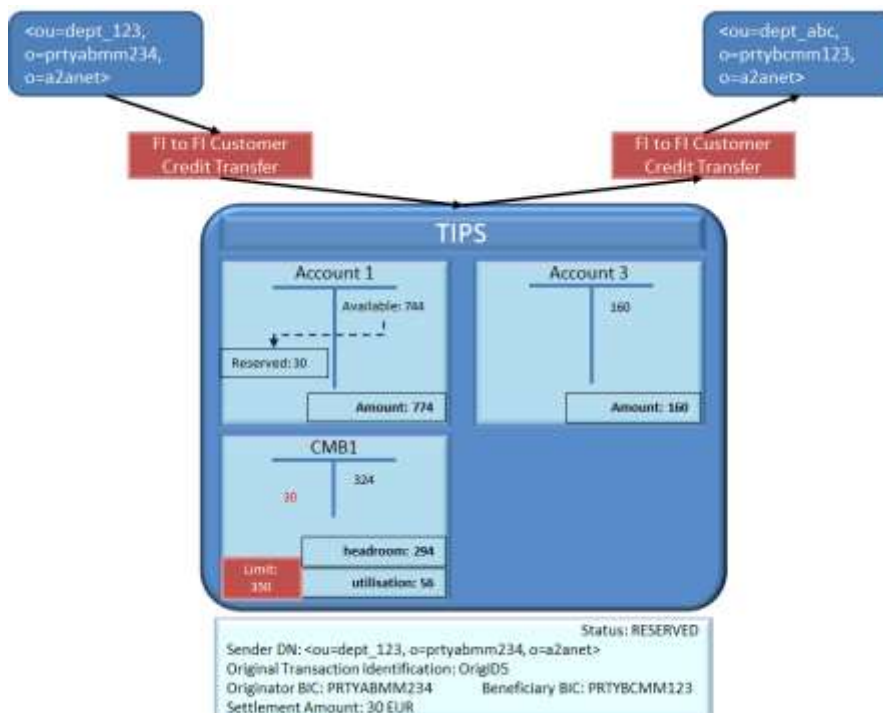 <ou=dept_123,
o=prtyabmm234,
o=a2anet>
<ou=dept_abc,
o=prtybcmm123,
o=a2anet>
FI to FI Customer
Credit Transfer
FI to FI Customer
Credit Transfer
TIPS
Account 1
Available: 744
Reserved: 30
Amount: 774
Account 3
160
Amount: 160
CMB1
324
30
headroom: 294
Limit:
350
utilisation: 56
Status: RESERVED
Sender DN: <ou=dept_123, o=prtyabmm234, o=a2anet>
Original Transaction Identification: OrigID5
Originator BIC: PRTYABMM234 Beneficiary BIC: PRTYBCMM123
Settlement Amount: 30 EUR